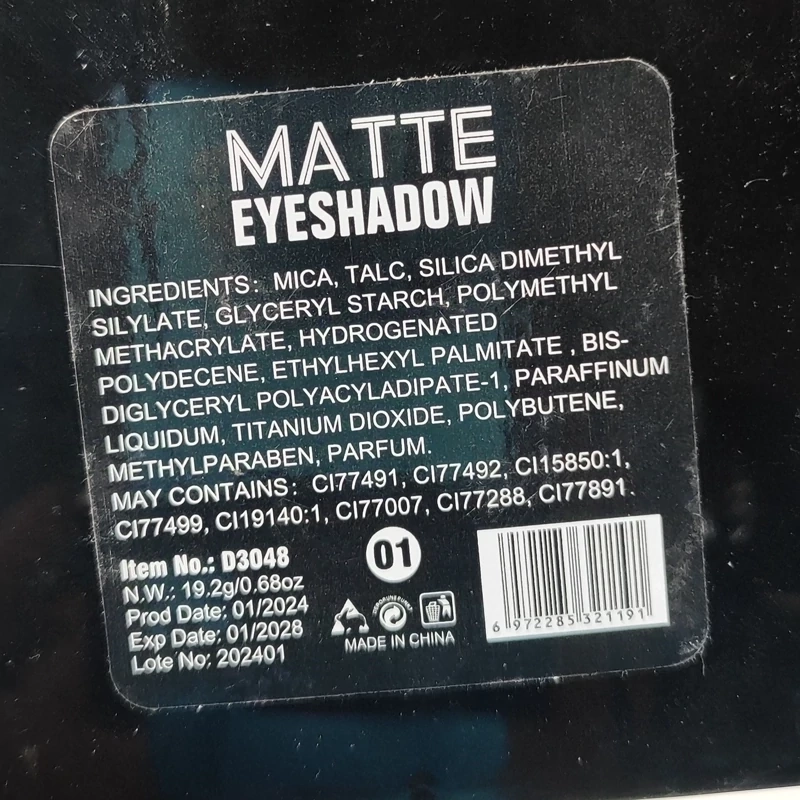 MATTE
EYESHADOW
INGREDIENTS: MICA, TALC, SILICA DIMETHYL
SILYLATE, GLYCERYL STARCH, POLYMETHYL
METHACRYLATE, HYDROGENATED
POLYDECENE, ETHYLHEXYL PALMITATE , BIS-
DIGLYCERYL POLYACYLADIPATE-1, PARAFFINUM
LIQUIDUM, TITANIUM DIOXIDE, POLYBUTENE,
METHYLPARABEN, PARFUM.
MAY CONTAINS: CI77491, CI77492, CI15850:1,
CI77499, CI19140:1, CI77007, CI77288, CI77891.
Item No.: D3048
N.W.: 19.2g/0.68oz
Prod Date: 01/2024
Exp Date: 01/2028
Lote No: 202401
01
MADE IN CHINA
6 972285 321191